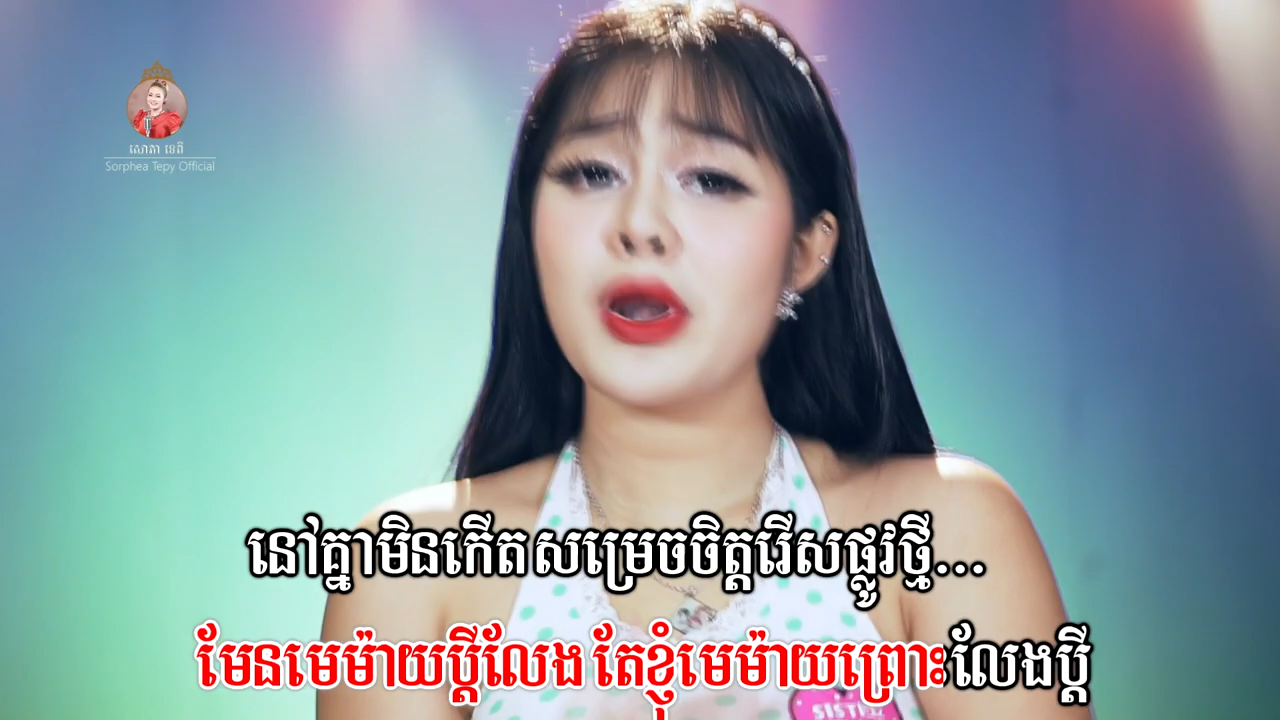 សោភា ទេពី
Sorphea Tepy Official
នៅគ្នាមិនកើត សម្រេចចិត្តរើសផ្លូវថ្មី...
មែនមេម៉ាយប្ដីលែង តែខ្ញុំមេម៉ាយព្រោះលែងប្ដី